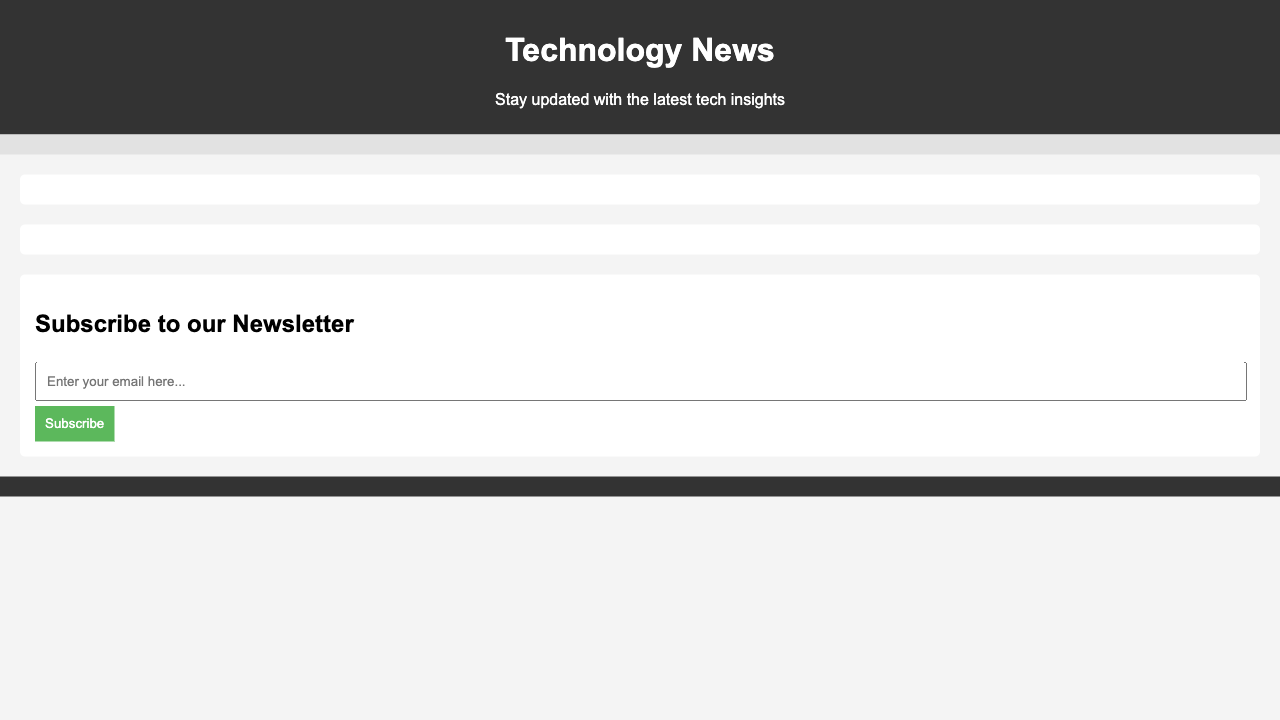 Technology News
Stay updated with the latest tech insights
Subscribe to our Newsletter
Enter your email here...
Subscribe